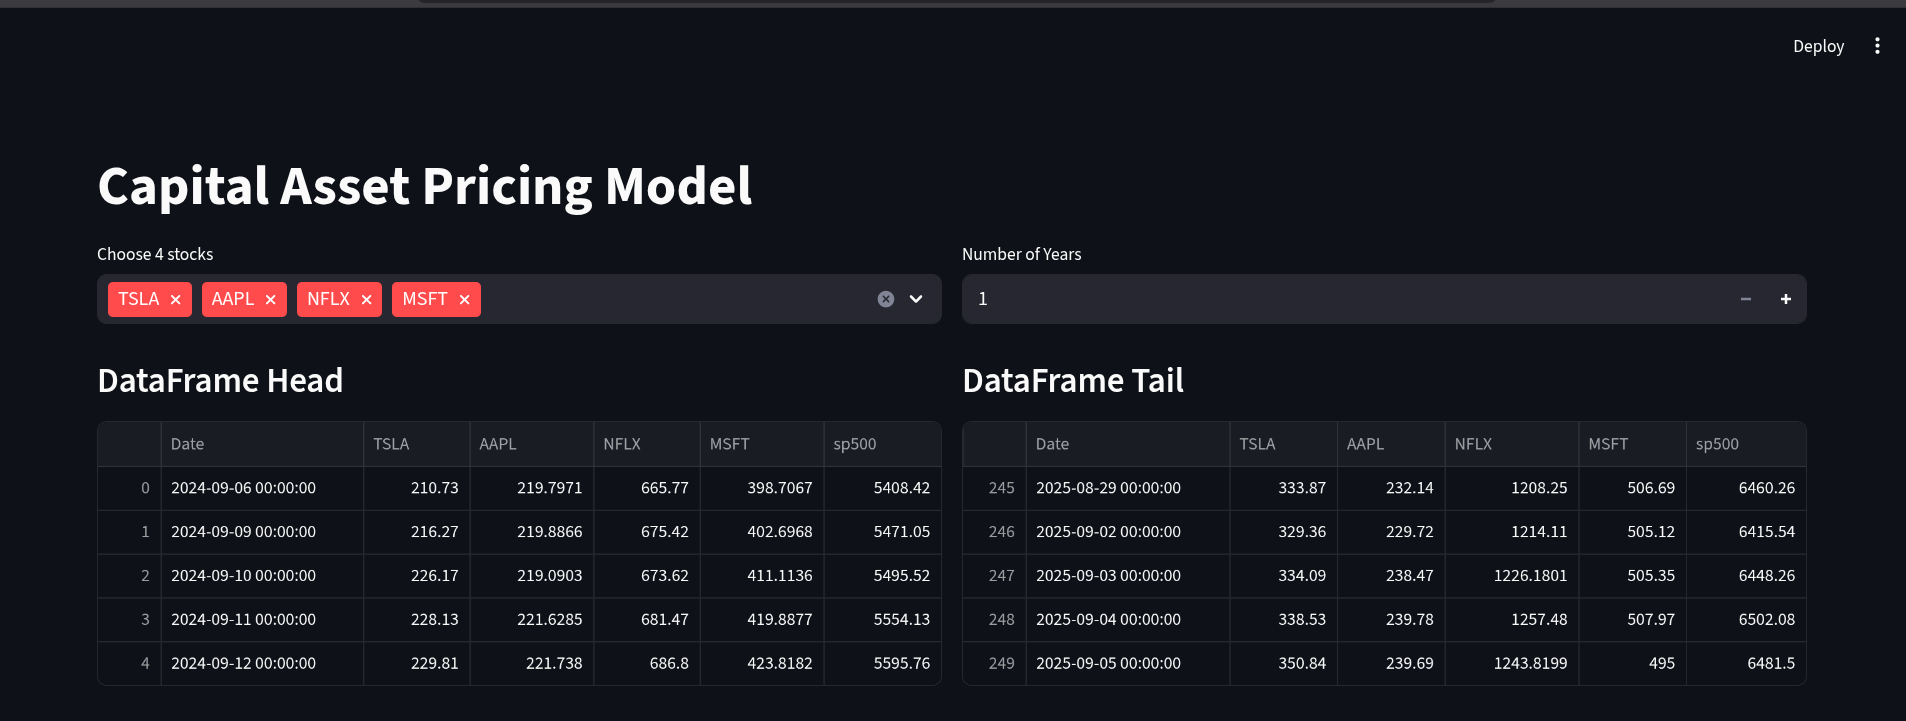 Deploy
Capital Asset Pricing Model
Choose 4 stocks
TSLA AAPL NFLX MSFT
Number of Years
1
DataFrame Head
Date TSLA AAPL NFLX MSFT sp500
0 2024-09-06 00:00:00 210.73 219.7971 665.77 398.7067 5408.42
1 2024-09-09 00:00:00 216.27 219.8866 675.42 402.6968 5471.05
2 2024-09-10 00:00:00 226.17 219.0903 673.62 411.1136 5495.52
3 2024-09-11 00:00:00 228.13 221.6285 681.47 419.8877 5554.13
4 2024-09-12 00:00:00 229.81 221.738 686.8 423.8182 5595.76
DataFrame Tail
Date TSLA AAPL NFLX MSFT sp500
245 2025-08-29 00:00:00 333.87 232.14 1208.25 506.69 6460.26
246 2025-09-02 00:00:00 329.36 229.72 1214.11 505.12 6415.54
247 2025-09-03 00:00:00 334.09 238.47 1226.1801 505.35 6448.26
248 2025-09-04 00:00:00 338.53 239.78 1257.48 507.97 6502.08
249 2025-09-05 00:00:00 350.84 239.69 1243.8199 495 6481.5